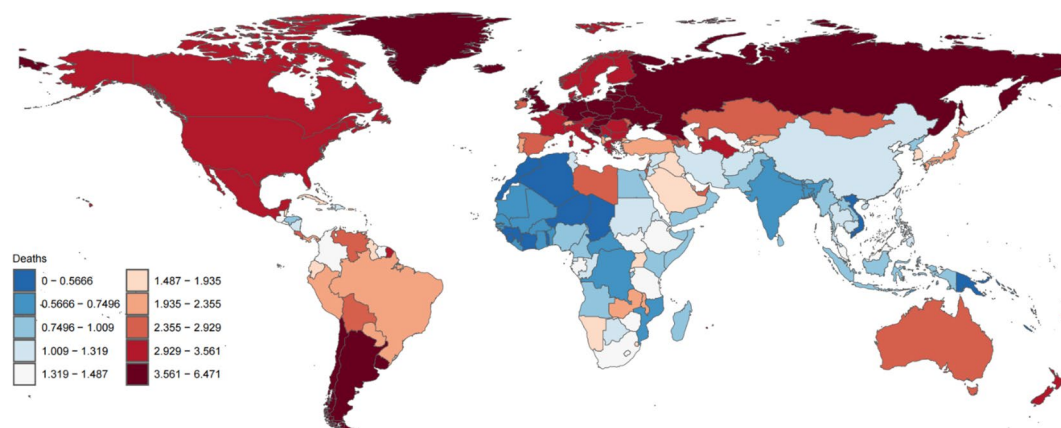 Deaths
0 – 0.5666
0.5666 – 0.7496
0.7496 – 1.009
1.009 – 1.319
1.319 – 1.487
1.487 – 1.935
1.935 – 2.355
2.355 – 2.929
2.929 – 3.561
3.561 – 6.471